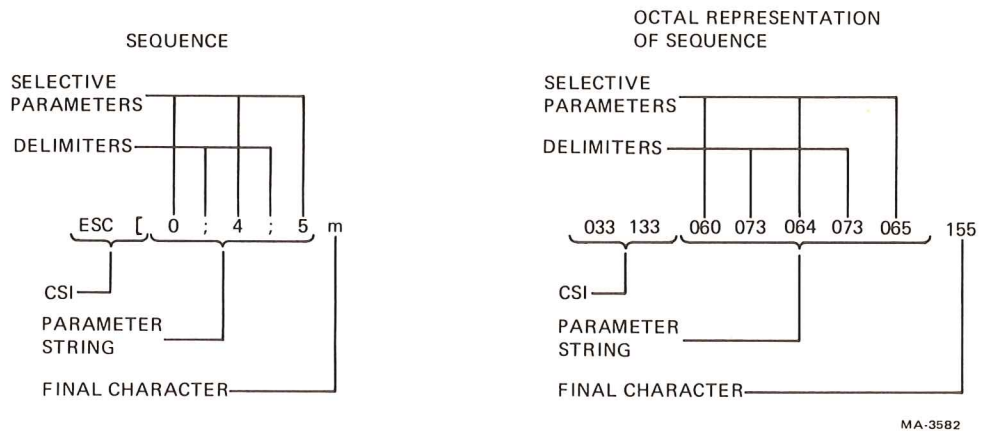 SEQUENCE
SELECTIVE
PARAMETERS
DELIMITERS
ESC [ 0 ; 4 ; 5 m
CSI
PARAMETER
STRING
FINAL CHARACTER
OCTAL REPRESENTATION
OF SEQUENCE
SELECTIVE
PARAMETERS
DELIMITERS
033 133 060 073 064 073 065 155
CSI
PARAMETER
STRING
FINAL CHARACTER
MA-3582